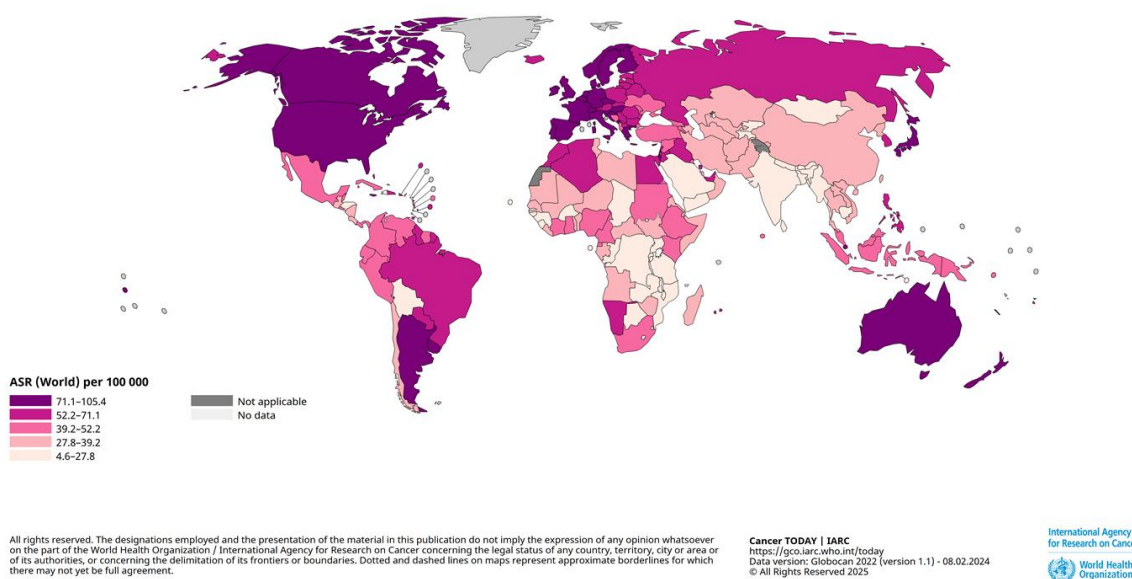 ASR (World) per 100 000
71.1–105.4
52.2–71.1
39.2–52.2
27.8–39.2
4.6–27.8
Not applicable
No data
All rights reserved. The designations employed and the presentation of the material in this publication do not imply the expression of any opinion whatsoever
on the part of the World Health Organization / International Agency for Research on Cancer concerning the legal status of any country, territory, city or area or
of its authorities, or concerning the delimitation of its frontiers or boundaries. Dotted and dashed lines on maps represent approximate borderlines for which
there may not yet be full agreement.
Cancer TODAY | IARC
https://gco.iarc.who.int/today
Data version: Globocan 2022 (version 1.1) - 08.02.2024
© All Rights Reserved 2025
International Agency
for Research on Cance
World Health
Organization